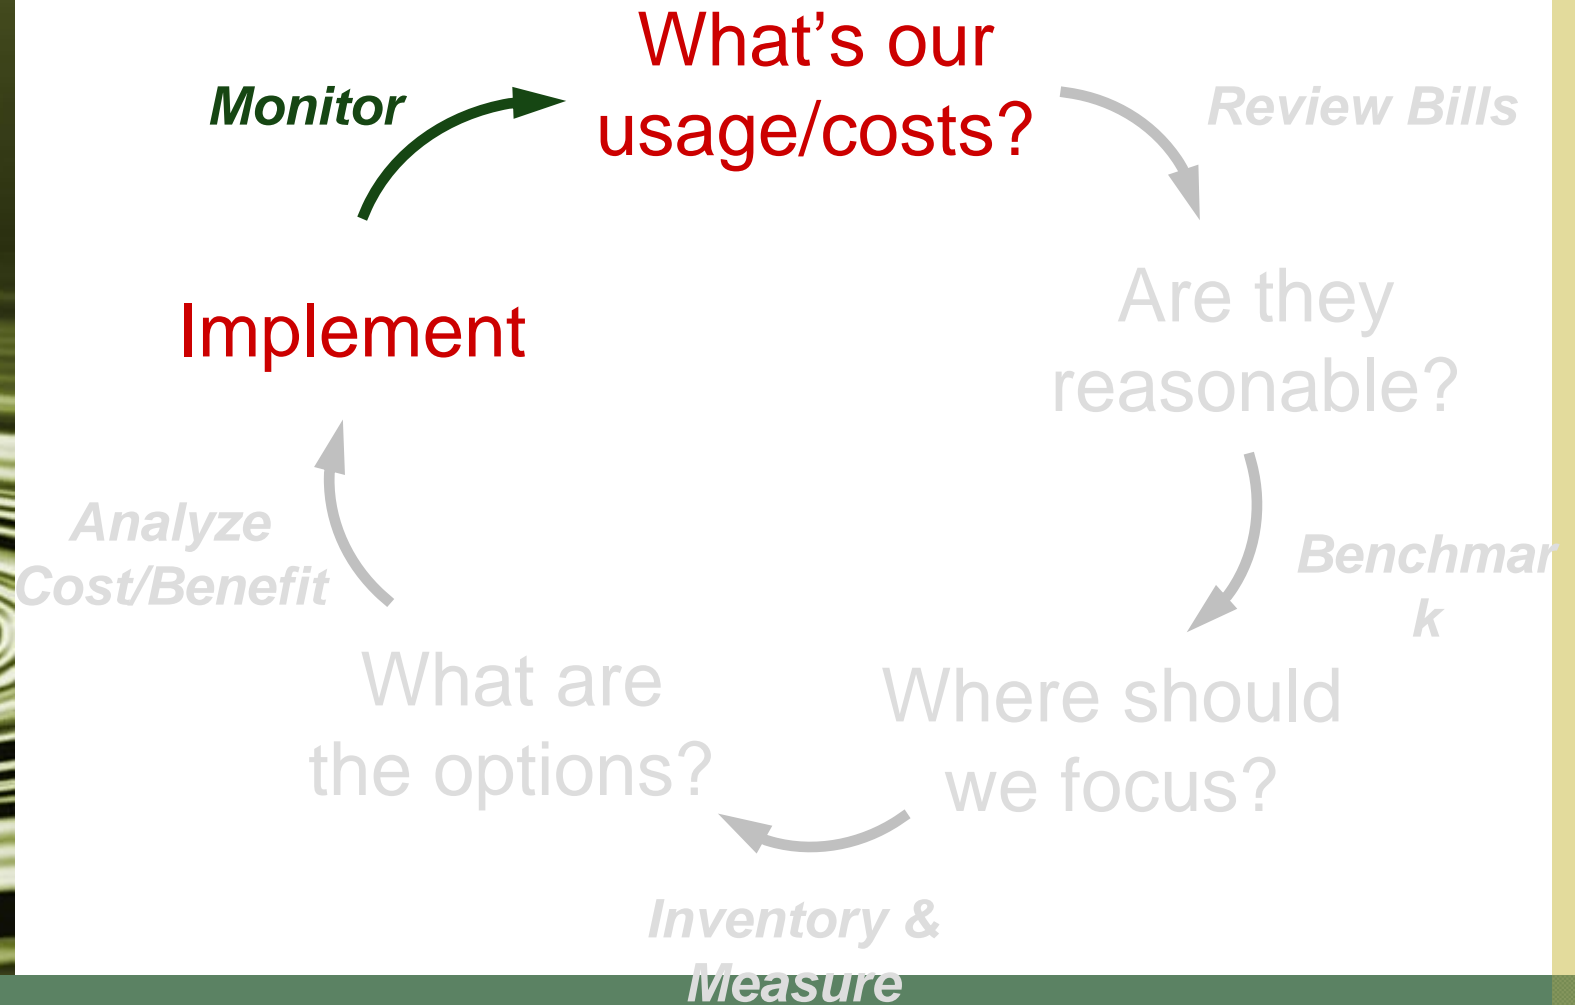 What’s our
usage/costs?
Monitor
Review Bills
Are they
reasonable?
Implement
Benchmar
k
Analyze
Cost/Benefit
What are
the options?
Where should
we focus?
Inventory &
Measure